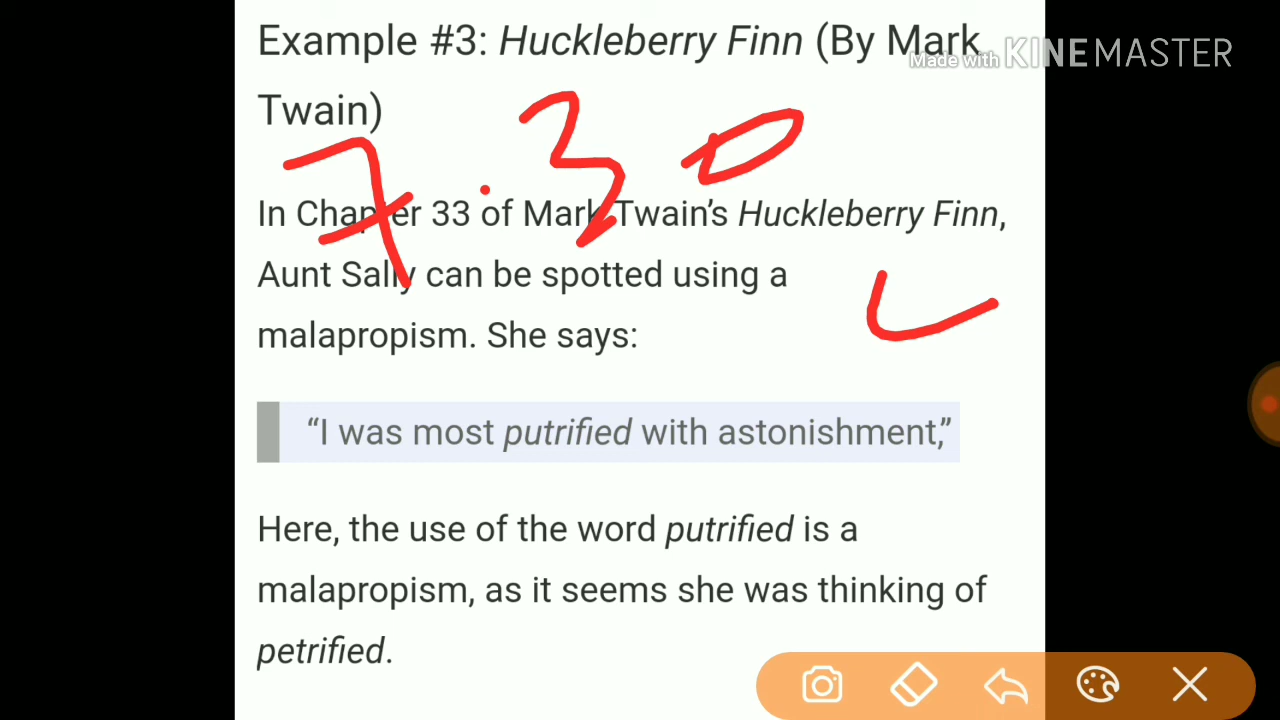 Example #3: Huckleberry Finn (By Mark
Made with KINEMASTER
Twain)
7.30
In Chapter 33 of Mark Twain's Huckleberry Finn,
Aunt Sally can be spotted using a
malapropism. She says:
“I was most putrified with astonishment,”
Here, the use of the word putrified is a
malapropism, as it seems she was thinking of
petrified.